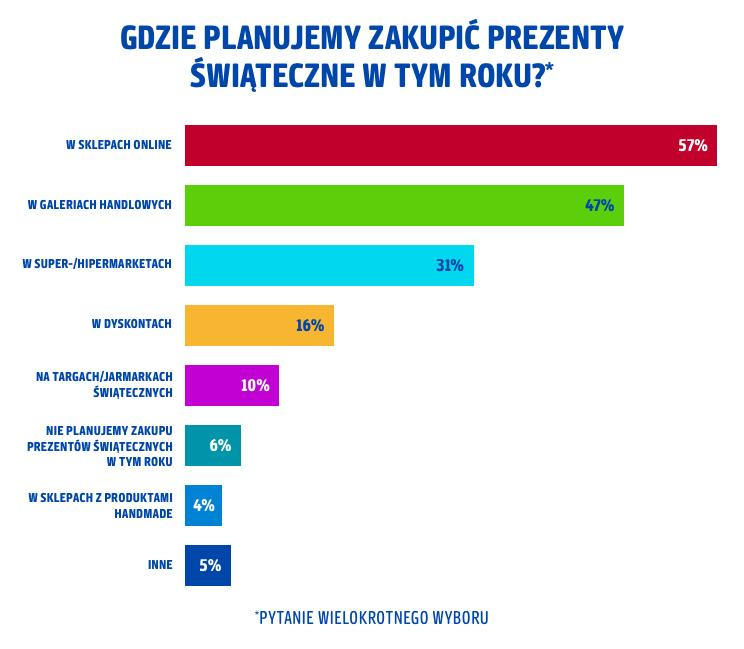 GDZIE PLANUJEMY ZAKUPIĆ PREZENTY
ŚWIĄTECZNE W TYM ROKU?*
W SKLEPACH ONLINE
57%
W GALERIACH HANDLOWYCH
47%
W SUPER-/HIPERMARKETACH
31%
W DYSKONTACH
16%
NA TARGACH/JARMARKACH
ŚWIĄTECZNYCH
10%
NIE PLANUJEMY ZAKUPU
PREZENTÓW ŚWIĄTECZNYCH
W TYM ROKU
6%
W SKLEPACH Z PRODUKTAMI
HANDMADE
4%
INNE
5%
*PYTANIE WIELOKROTNEGO WYBORU